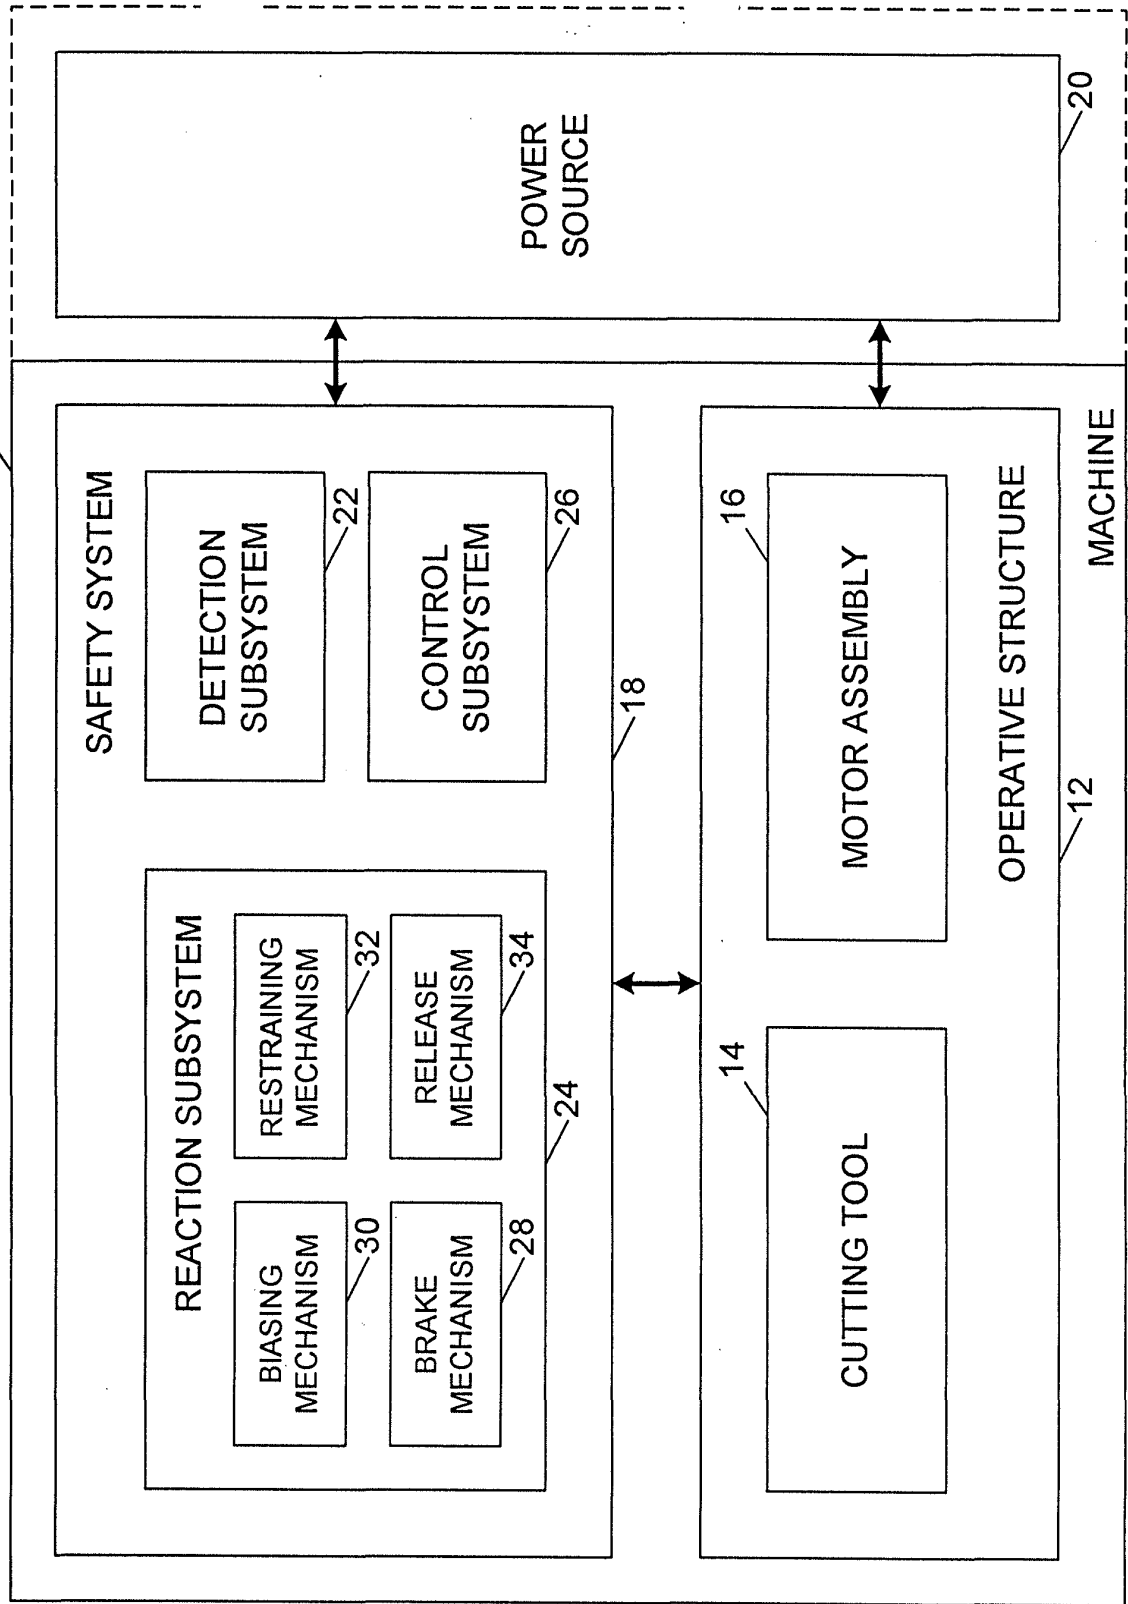 SAFETY SYSTEM
REACTION SUBSYSTEM
BIASING
MECHANISM
30
RESTRAINING
MECHANISM
32
BRAKE
MECHANISM
28
RELEASE
MECHANISM
34
24
DETECTION
SUBSYSTEM
22
CONTROL
SUBSYSTEM
26
18
14
CUTTING TOOL
16
MOTOR ASSEMBLY
OPERATIVE STRUCTURE
12
MACHINE
POWER
SOURCE
20